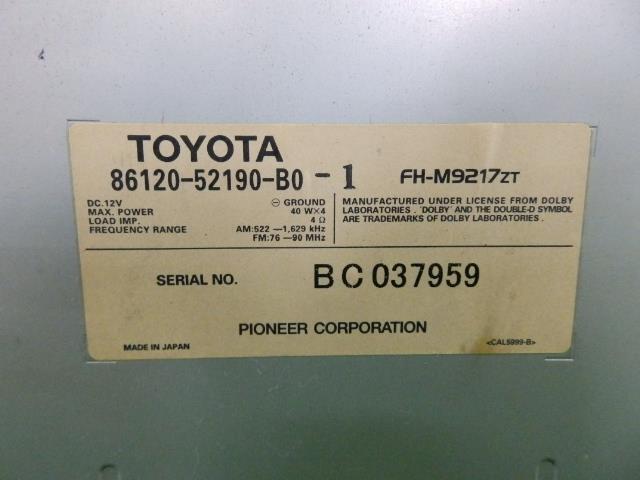 TOYOTA
86120-52190-B0 - 1 FH-M9217ZT
DC.12V ⊖ GROUND
MAX. POWER 40 W×4
LOAD IMP. 4 Ω
FREQUENCY RANGE AM:522 —1,629 kHz
FM:76 —90 MHz
MANUFACTURED UNDER LICENSE FROM DOLBY
LABORATORIES . 'DOLBY' AND THE DOUBLE-D SYMBOL
ARE TRADEMARKS OF DOLBY LABORATORIES .
SERIAL NO. BC037959
PIONEER CORPORATION
MADE IN JAPAN <CAL5999-B>